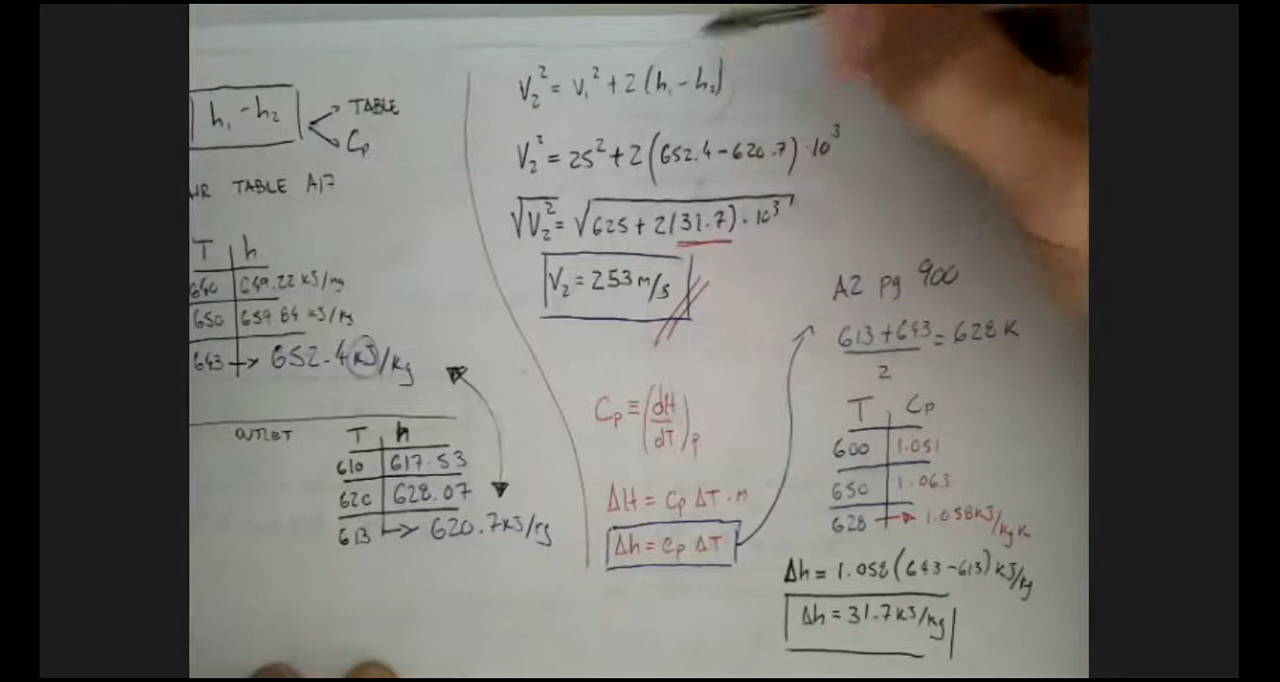 h₁ - h₂
TABLE
Cp
AIR TABLE A17
T h
640 649.22 KJ/kg
650 659.84 KJ/kg
643 → 652.4 KJ/kg
OUTLET T h
610 617.53
620 628.07
613 → 620.7 KJ/kg
V₂² = V₁² + 2(h₁ - h₂)
V₂² = 25² + 2(652.4 - 620.7) · 10³
√V₂² = √625 + 2(31.7) · 10³
V₂ = 253 m/s
Cp ≡ (dH/dT)p
ΔH = Cp ΔT · m
Δh = Cp ΔT
A2 pg 900
613 + 643 / 2 = 628 K
T Cp
600 1.051
650 1.063
628 → 1.058 KJ/kg K
Δh = 1.058(643 - 613) KJ/kg
Δh = 31.7 KJ/kg